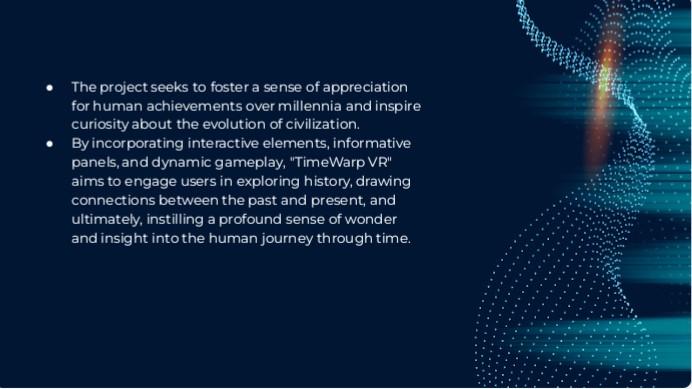 ● The project seeks to foster a sense of appreciation
for human achievements over millennia and inspire
curiosity about the evolution of civilization.
● By incorporating interactive elements, informative
panels, and dynamic gameplay, "TimeWarp VR"
aims to engage users in exploring history, drawing
connections between the past and present, and
ultimately, instilling a profound sense of wonder
and insight into the human journey through time.